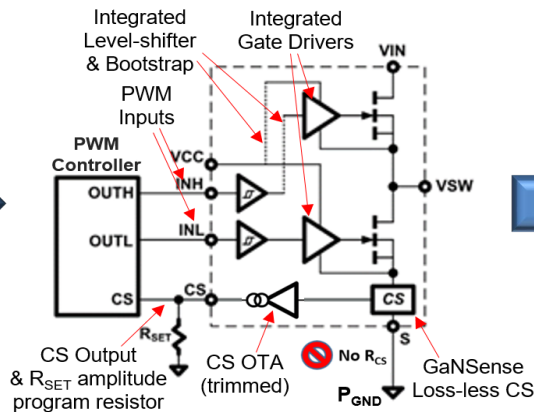 Integrated
Level-shifter
& Bootstrap
Integrated
Gate Drivers
VIN
PWM
Inputs
PWM
Controller
VCC
OUTH
INH
VSW
OUTL
INL
CS
CS
CS
S
RSET
No RCS
CS Output
& RSET amplitude
program resistor
CS OTA
(trimmed)
PGND
GaNSense
Loss-less CS